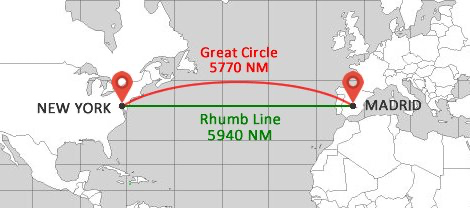 Great Circle
5770 NM
NEW YORK
MADRID
Rhumb Line
5940 NM